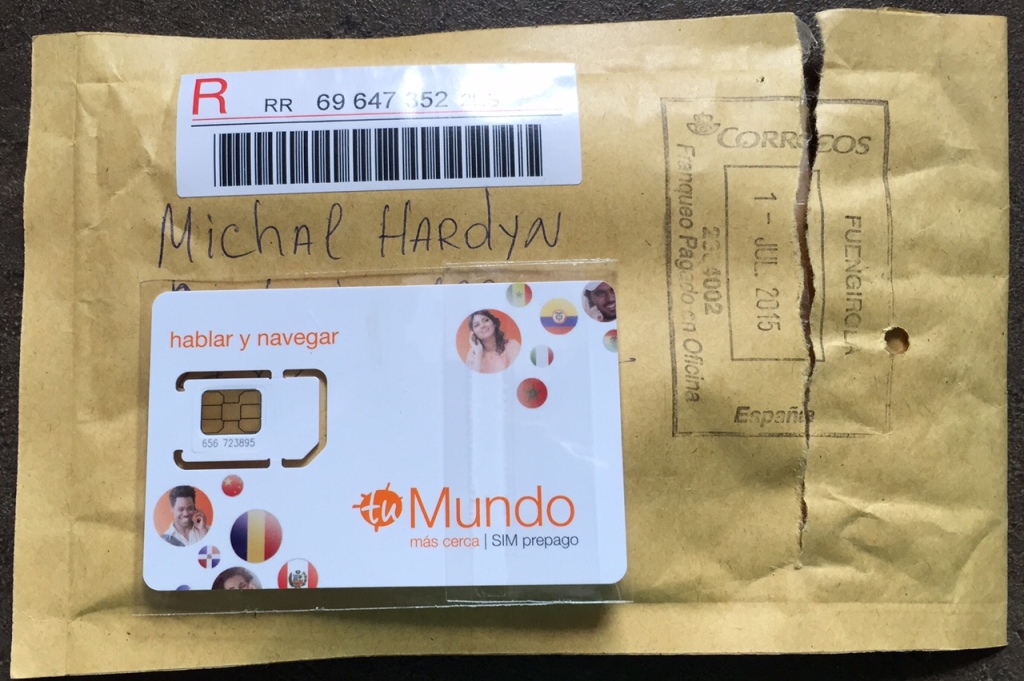 R RR 69 647 352
Michal HARDYN
hablar y navegar
656 723895
tu Mundo
más cerca | SIM prepago
CORREOS
FUENGIROLA
1 - JUL. 2015
Franqueo Pagado en Oficina
España